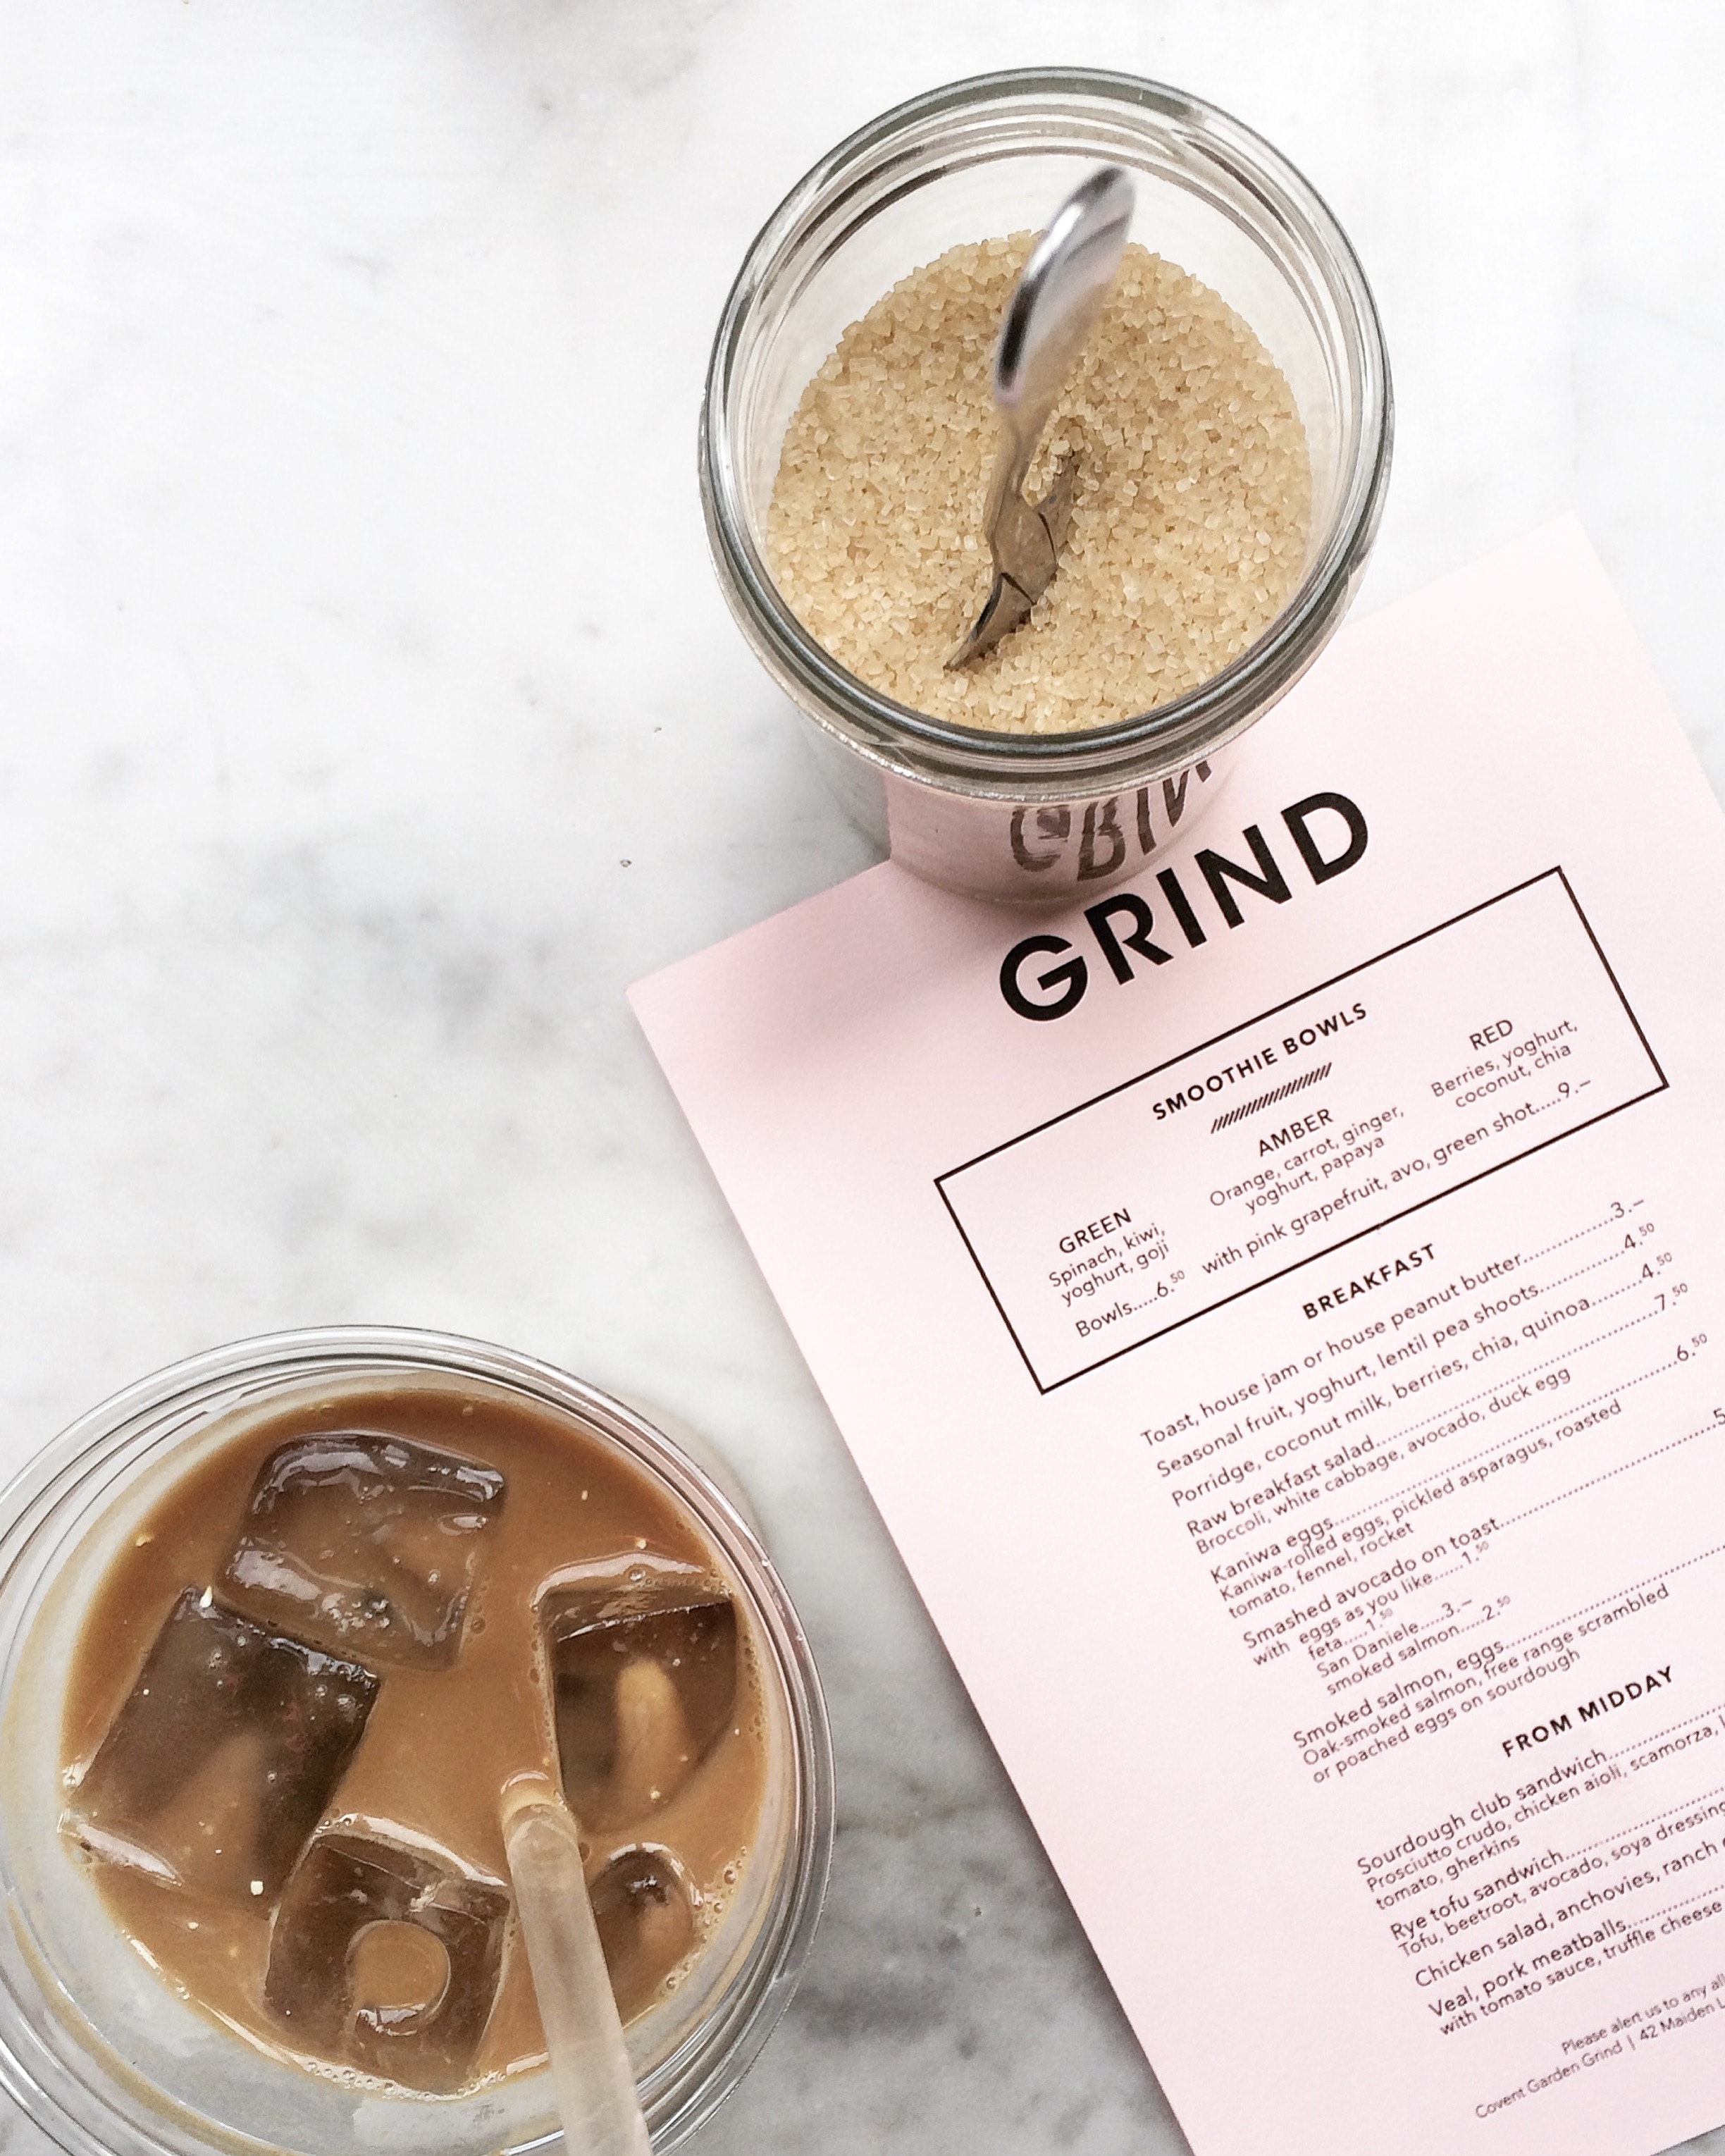 GRIND
SMOOTHIE BOWLS
GREEN
Spinach, kiwi,
yoghurt, goji
AMBER
Orange, carrot, ginger,
yoghurt, papaya
RED
Berries, yoghurt,
coconut, chia
Bowls.....6.50 with pink grapefruit, avo, green shot.....9.–
BREAKFAST
Toast, house jam or house peanut butter...............3.–
Seasonal fruit, yoghurt, lentil pea shoots...............4.50
Porridge, coconut milk, berries, chia, quinoa..........4.50
Raw breakfast salad..................................................7.50
Broccoli, white cabbage, avocado, duck egg
Kaniwa eggs..............................................................6.50
Kaniwa-rolled eggs, pickled asparagus, roasted
tomato, fennel, rocket
Smashed avocado on toast.......................................5
with eggs as you like......1.50
feta.....1.50
San Daniele.....3.–
smoked salmon.....2.50
Smoked salmon, eggs...........................................
Oak-smoked salmon, free range scrambled
or poached eggs on sourdough
FROM MIDDAY
Sourdough club sandwich.......................
Prosciutto crudo, chicken aioli, scamorza,
tomato, gherkins
Rye tofu sandwich...............................
Tofu, beetroot, avocado, soya dressing
Chicken salad, anchovies, ranch
Veal, pork meatballs.....................
with tomato sauce, truffle cheese
Please alert us to any
Covent Garden Grind | 42 Maiden